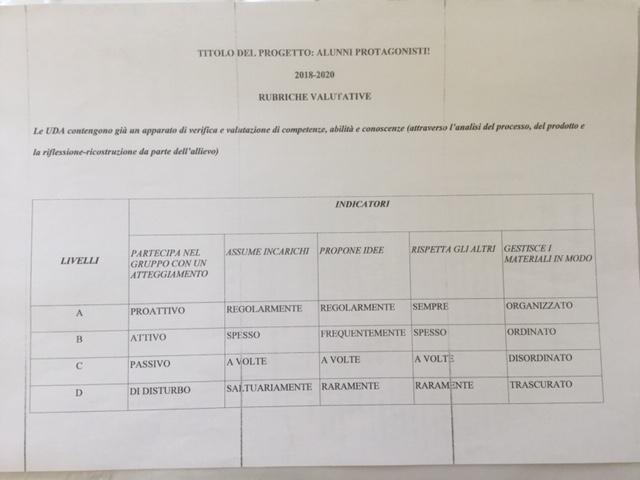 TITOLO DEL PROGETTO: ALUNNI PROTAGONISTI!
2018-2020
RUBRICHE VALUTATIVE
Le UDA contengono già un apparato di verifica e valutazione di competenze, abilità e conoscenze (attraverso l'analisi del processo, del prodotto e
la riflessione-ricostruzione da parte dell'allievo)
INDICATORI
LIVELLI
PARTECIPA NEL
GRUPPO CON UN
ATTEGGIAMENTO
ASSUME INCARICHI
PROPONE IDEE
RISPETTA GLI ALTRI
GESTISCE I
MATERIALI IN MODO
A PROATTIVO REGOLARMENTE REGOLARMENTE SEMPRE ORGANIZZATO
B ATTIVO SPESSO FREQUENTEMENTE SPESSO ORDINATO
C PASSIVO A VOLTE A VOLTE A VOLTE DISORDINATO
D DI DISTURBO SALTUARIAMENTE RARAMENTE RARAMENTE TRASCURATO